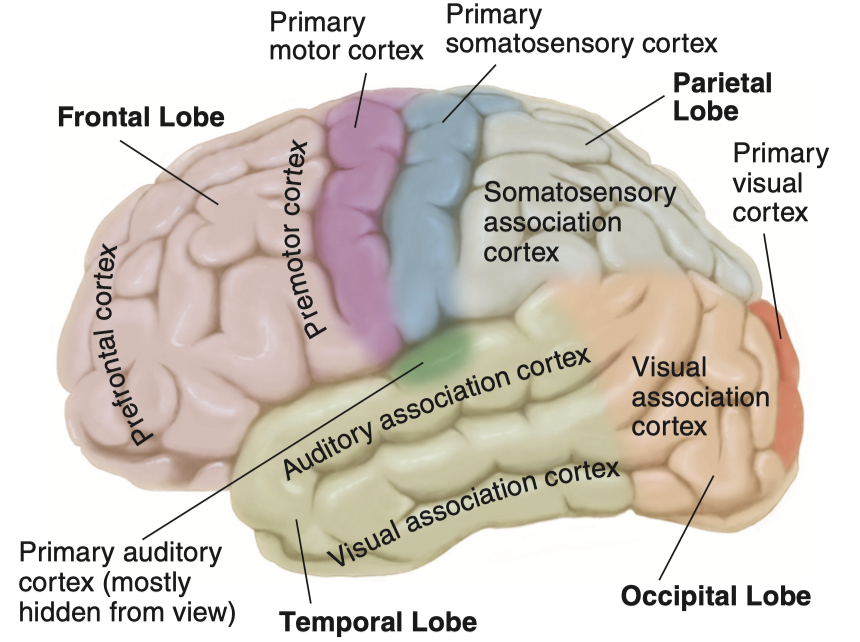 Primary
motor cortex
Primary
somatosensory cortex
Frontal Lobe
Parietal
Lobe
Primary
visual
cortex
Prefrontal cortex
Premotor cortex
Somatosensory
association
cortex
Auditory association cortex
Visual
association
cortex
Visual association cortex
Primary auditory
cortex (mostly
hidden from view)
Temporal Lobe
Occipital Lobe